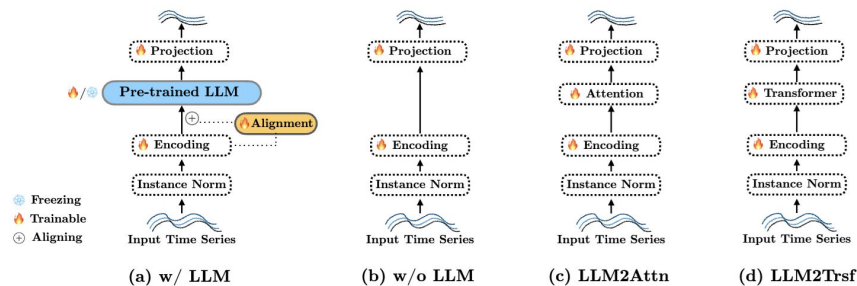 Projection
Projection
Projection
Projection
/
Pre-trained LLM
Attention
Transformer
Alignment
Encoding
Encoding
Encoding
Encoding
Instance Norm
Instance Norm
Instance Norm
Instance Norm
Freezing
Trainable
Aligning
Input Time Series
Input Time Series
Input Time Series
Input Time Series
(a) w/ LLM
(b) w/o LLM
(c) LLM2Attn
(d) LLM2Trsf